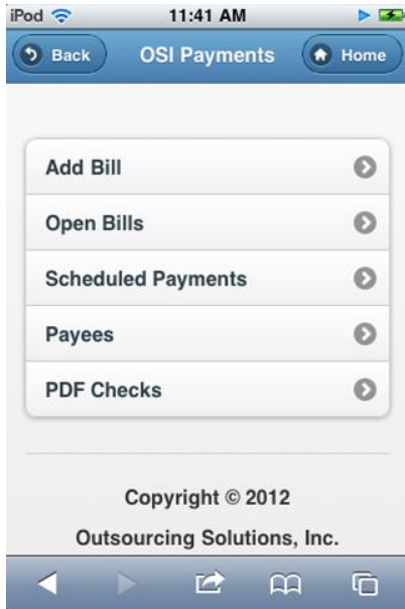 iPod 11:41 AM
Back OSI Payments Home
Add Bill
Open Bills
Scheduled Payments
Payees
PDF Checks
Copyright © 2012
Outsourcing Solutions, Inc.